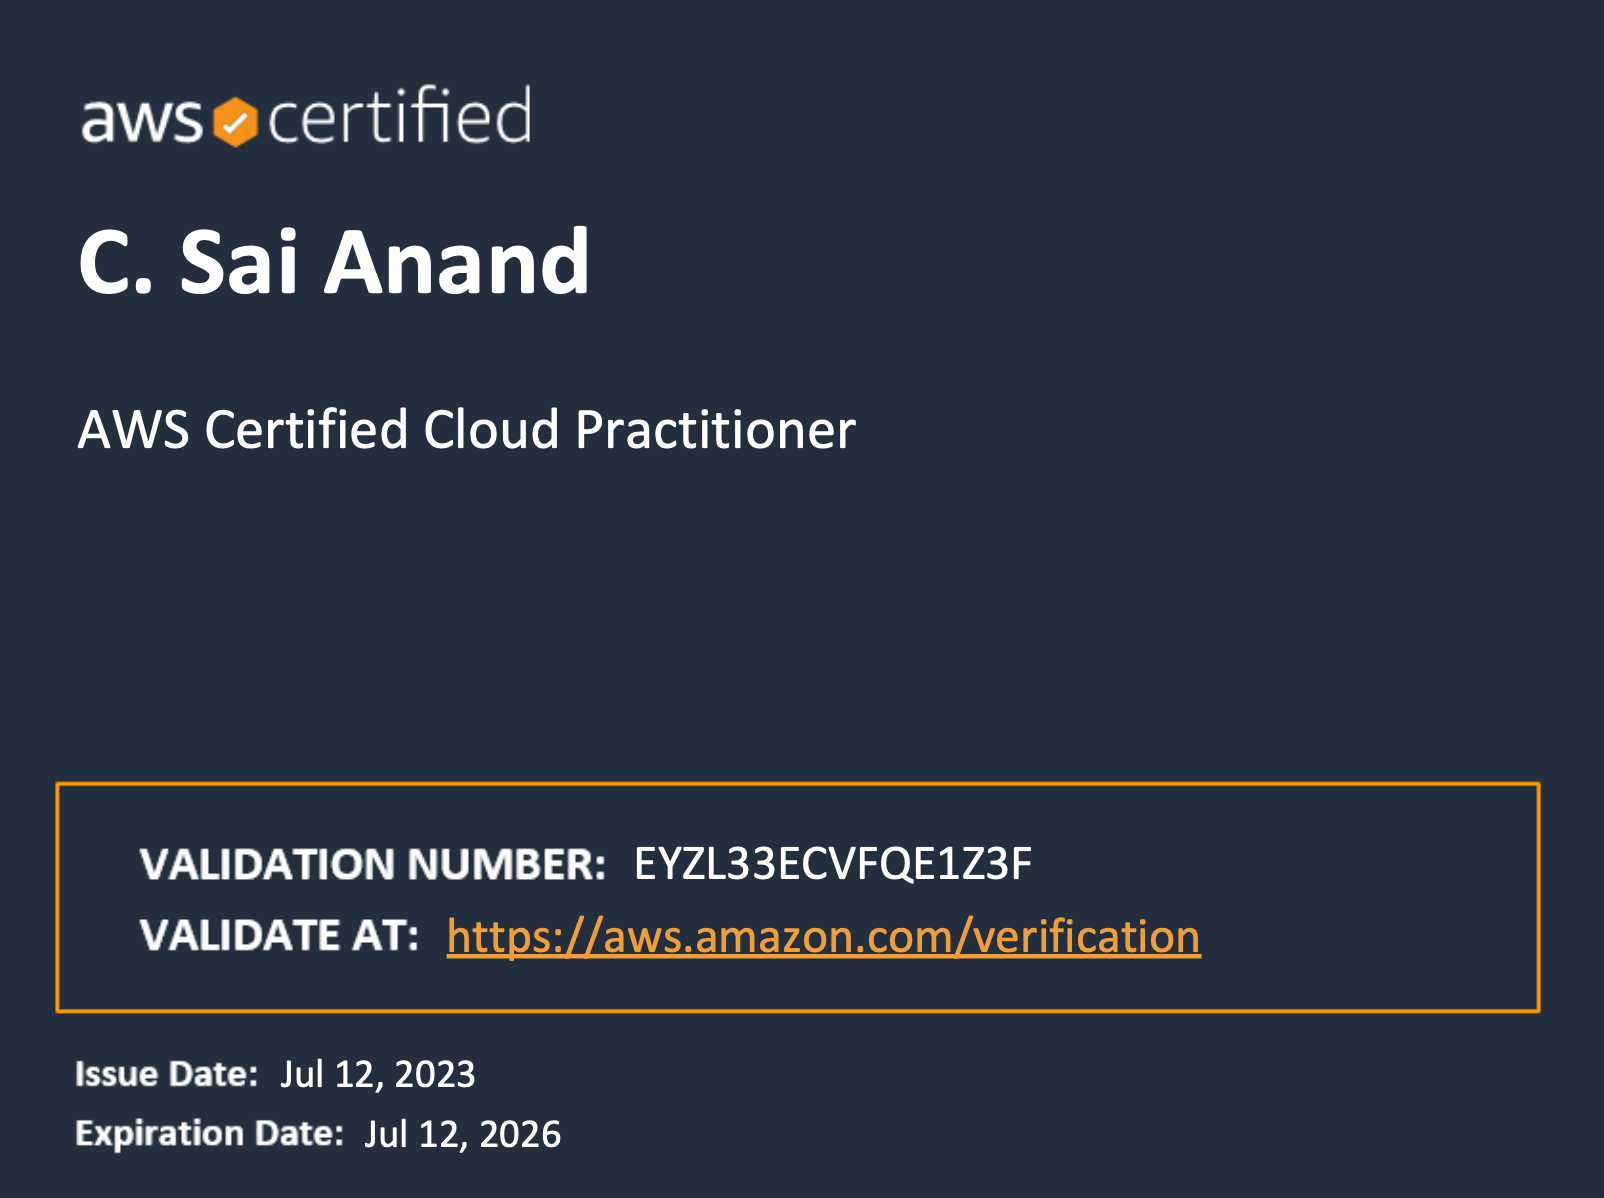 aws certified
C. Sai Anand
AWS Certified Cloud Practitioner
VALIDATION NUMBER: EYZL33ECVFQE1Z3F
VALIDATE AT: https://aws.amazon.com/verification
Issue Date: Jul 12, 2023
Expiration Date: Jul 12, 2026